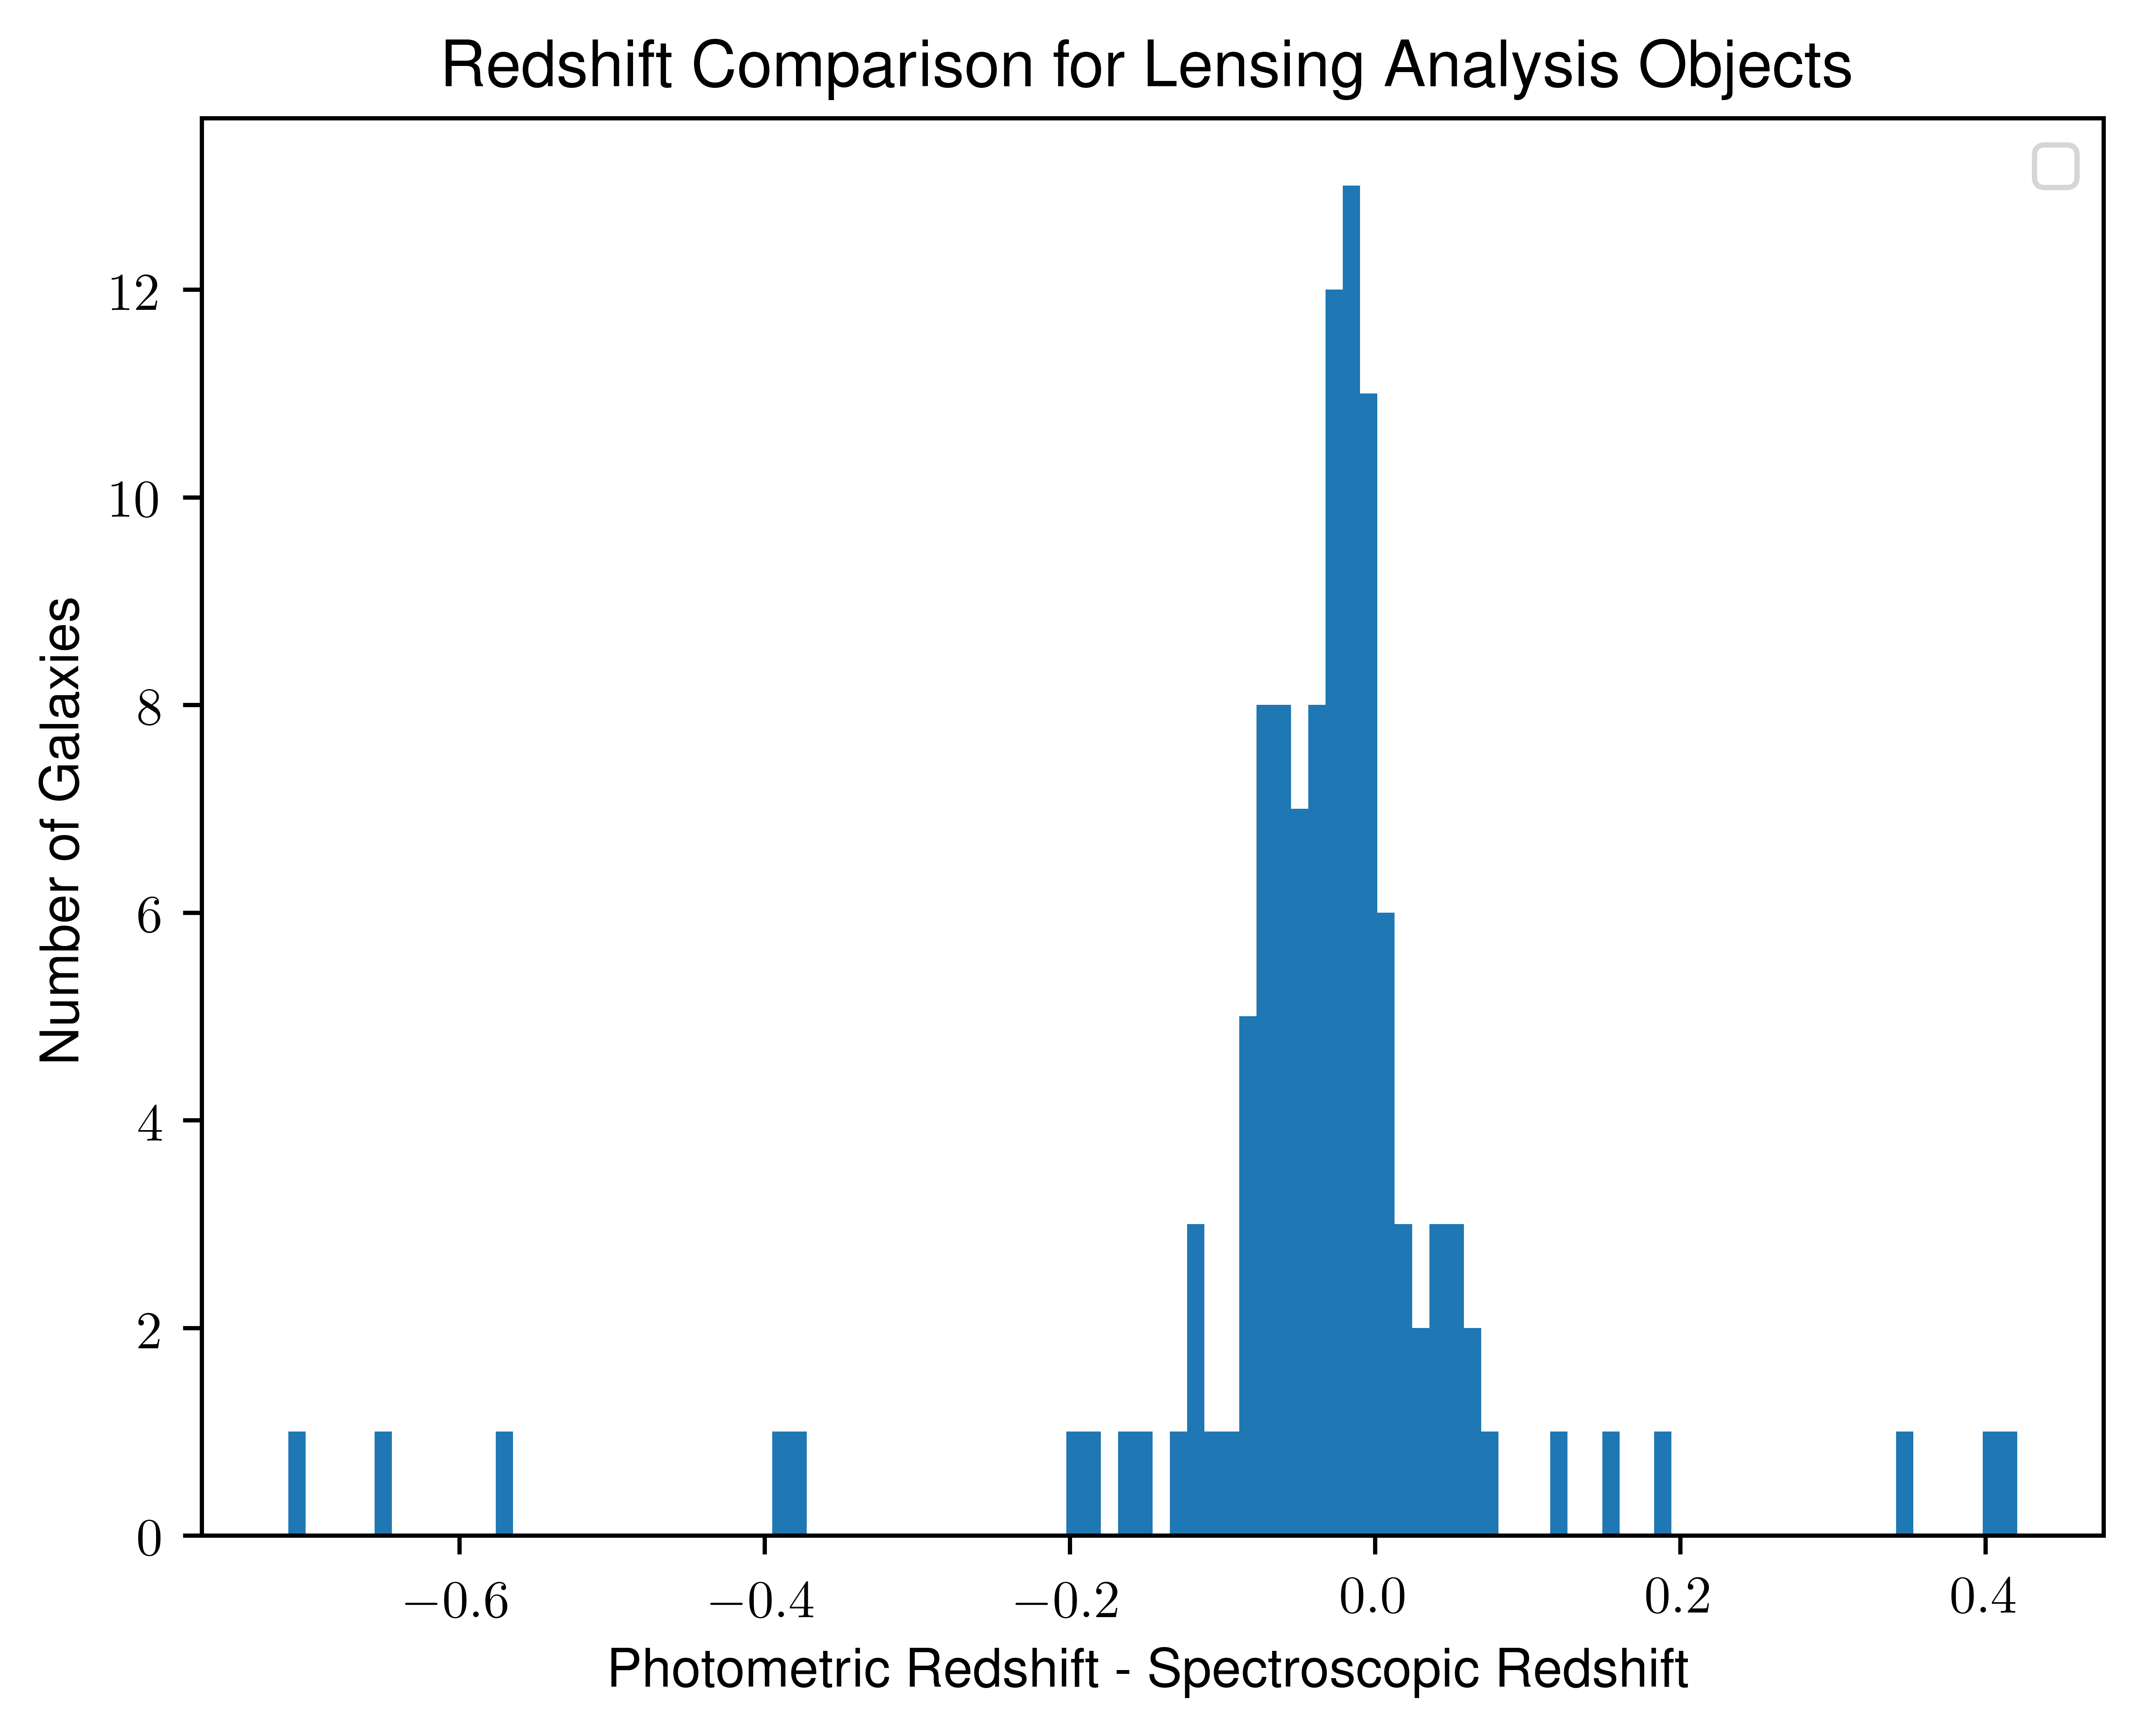 Redshift Comparison for Lensing Analysis Objects
12
10
8
6
4
2
0
Number of Galaxies
−0.6 −0.4 −0.2 0.0 0.2 0.4
Photometric Redshift - Spectroscopic Redshift